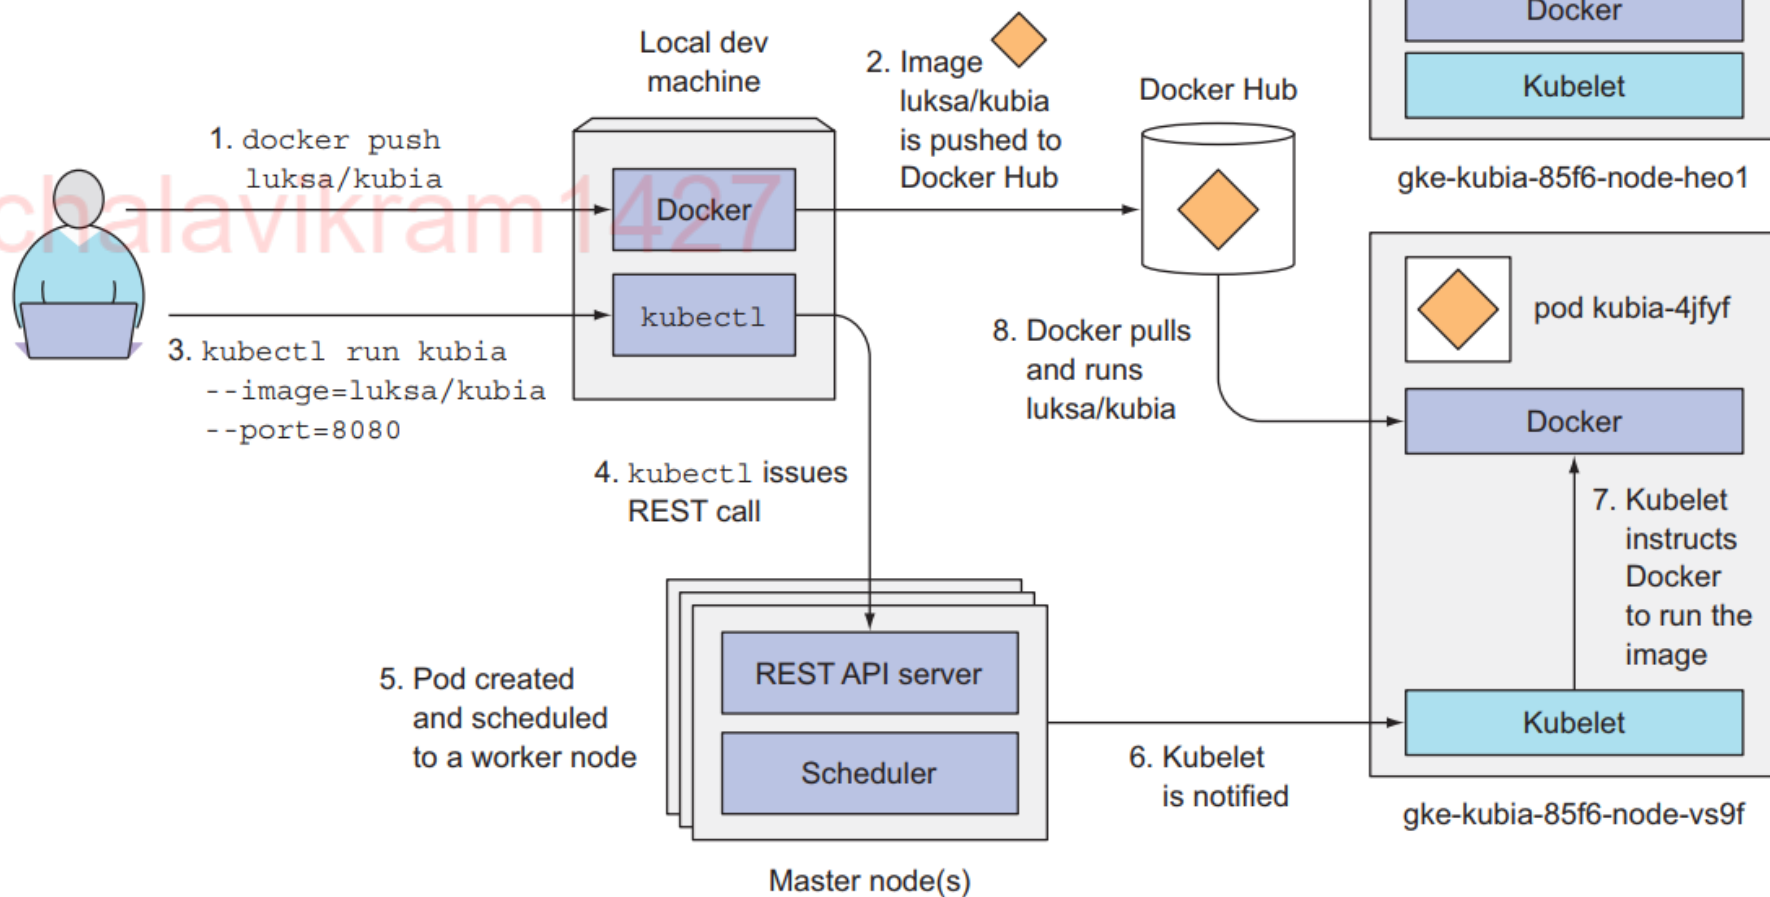 Local dev
machine
1. docker push
luksa/kubia
Docker
kubectl
2. Image
luksa/kubia
is pushed to
Docker Hub
Docker Hub
3. kubectl run kubia
--image=luksa/kubia
--port=8080
4. kubectl issues
REST call
5. Pod created
and scheduled
to a worker node
REST API server
Scheduler
Master node(s)
6. Kubelet
is notified
8. Docker pulls
and runs
luksa/kubia
Docker
Kubelet
gke-kubia-85f6-node-heo1
pod kubia-4jfyf
Docker
7. Kubelet
instructs
Docker
to run the
image
Kubelet
gke-kubia-85f6-node-vs9f
chalavikram1427